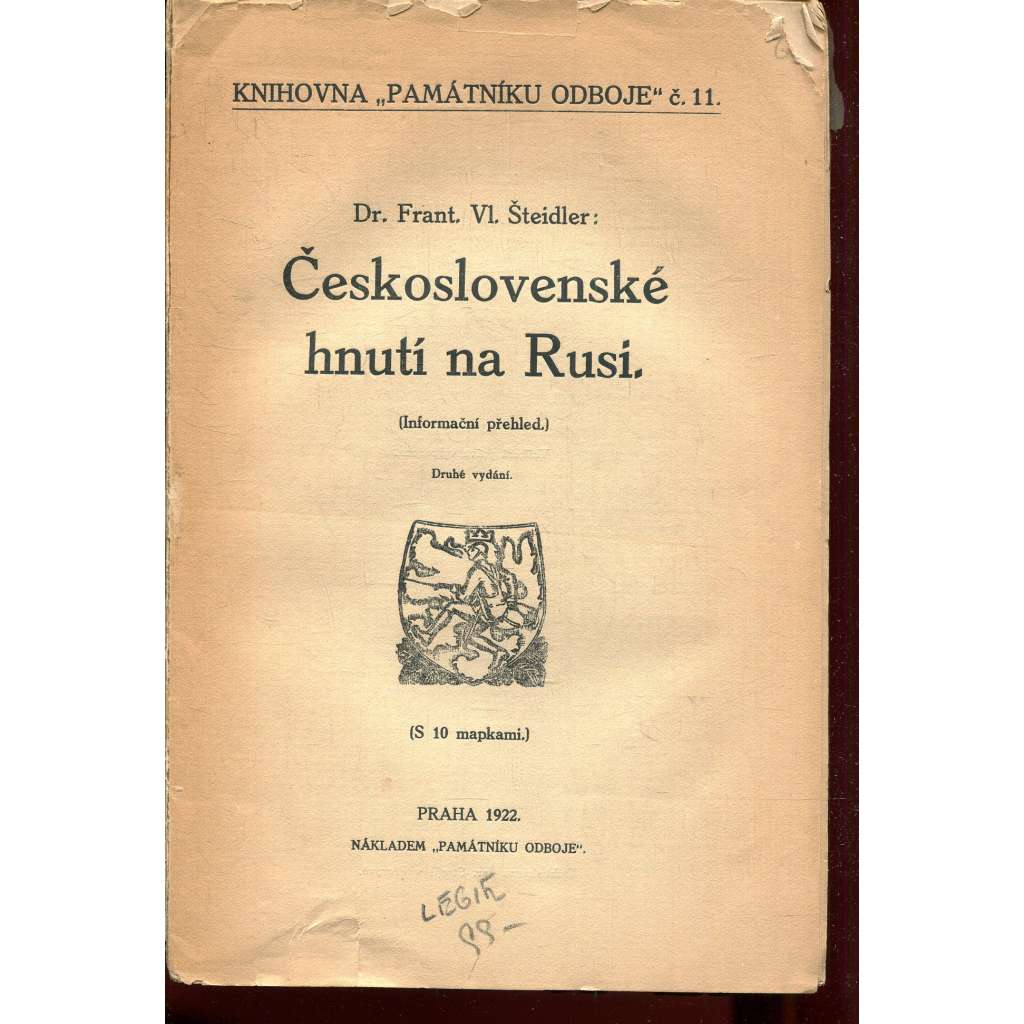 KNIHOVNA „PAMÁTNÍKU ODBOJE“ č. 11.
Dr. Frant. Vl. Šteidler:
Československé
hnutí na Rusi.
(Informační přehled.)
Druhé vydání.
(S 10 mapkami.)
PRAHA 1922.
NÁKLADEM „PAMÁTNÍKU ODBOJE“.
LEGIE